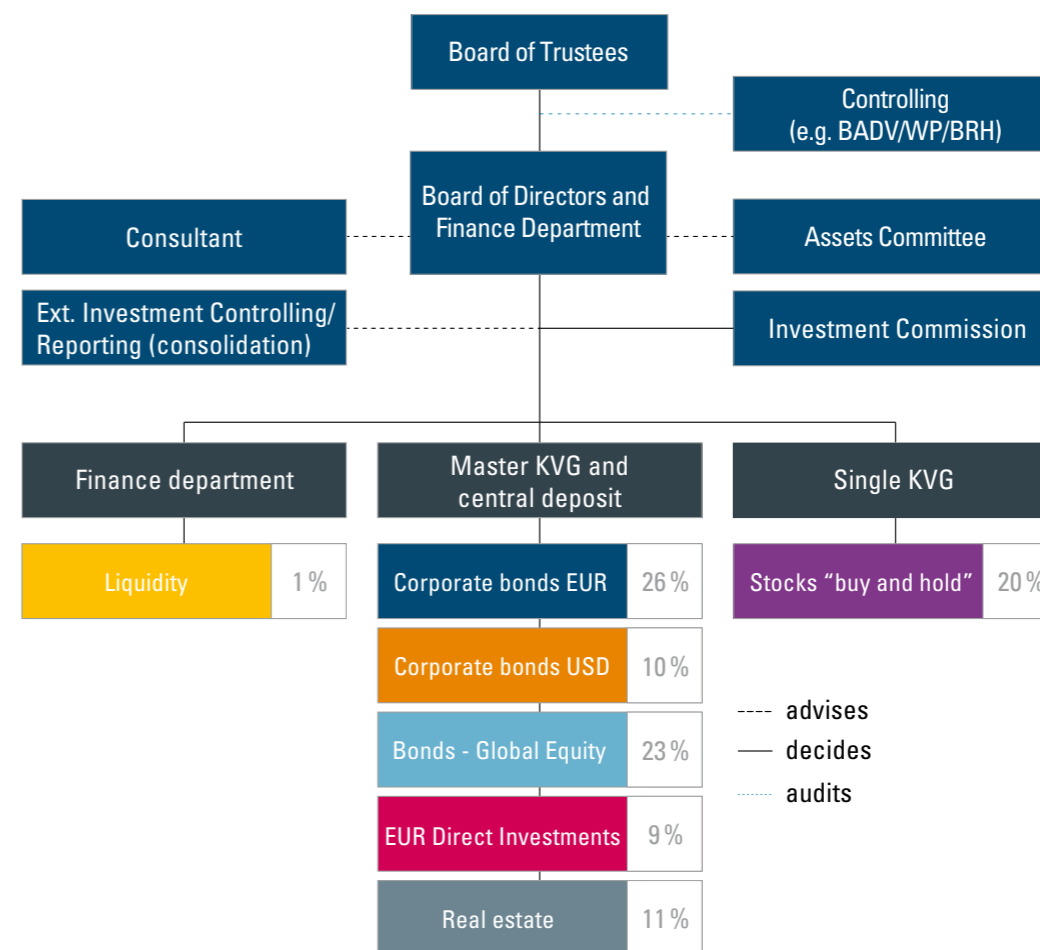 Board of Trustees
Controlling
(e.g. BADV/WP/BRH)
Board of Directors and
Finance Department
Consultant
Assets Committee
Ext. Investment Controlling/
Reporting (consolidation)
Investment Commission
Finance department
Master KVG and
central deposit
Single KVG
Liquidity
1 %
Corporate bonds EUR
26 %
Stocks “buy and hold”
20 %
Corporate bonds USD
10 %
Bonds - Global Equity
23 %
EUR Direct Investments
9 %
Real estate
11 %
advises
decides
audits